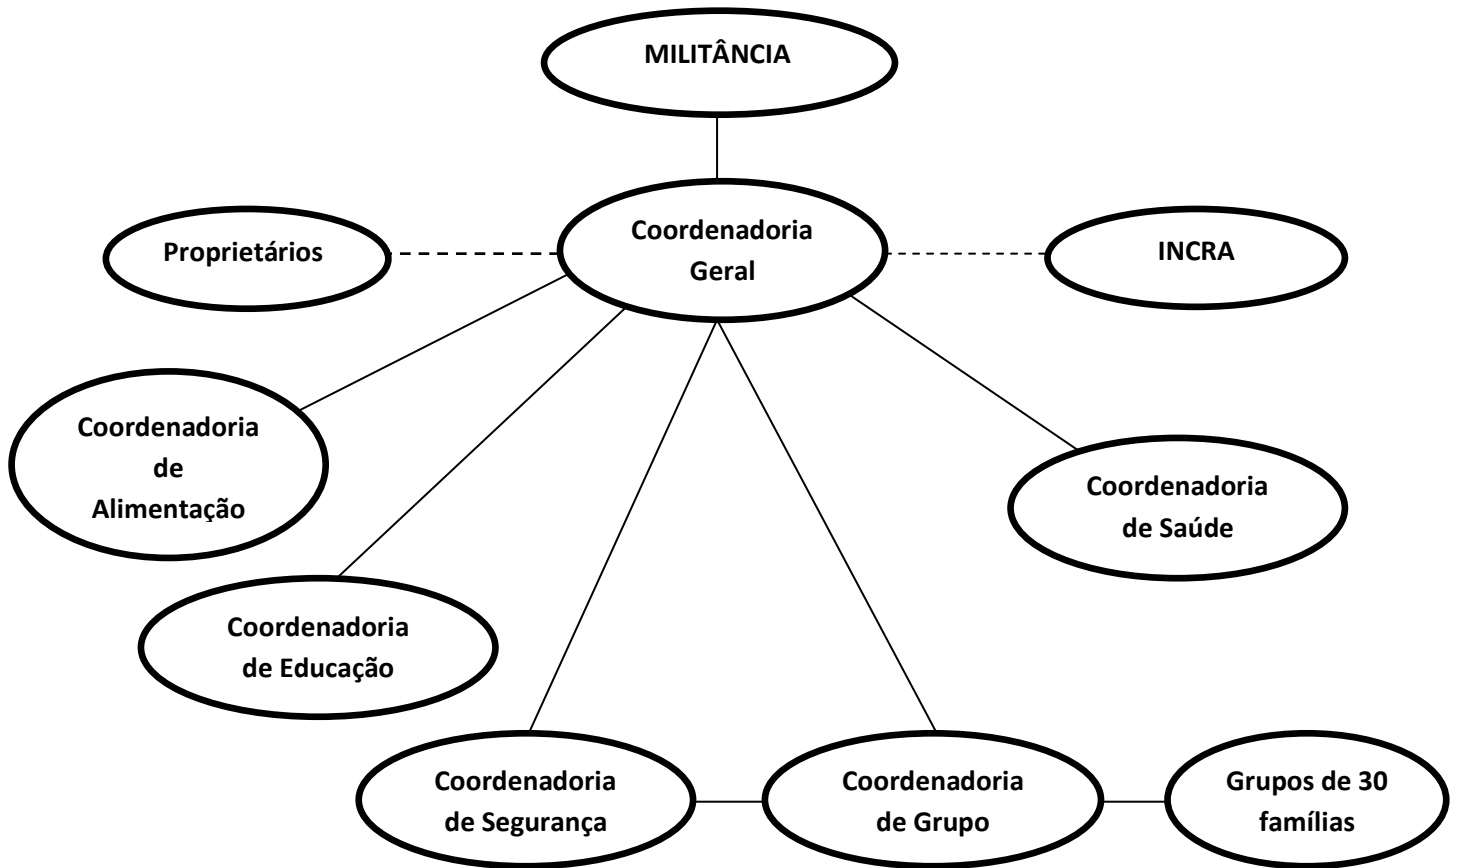 MILITÂNCIA
Proprietários
Coordenadoria
Geral
INCRA
Coordenadoria
de
Alimentação
Coordenadoria
de Saúde
Coordenadoria
de Educação
Coordenadoria
de Segurança
Coordenadoria
de Grupo
Grupos de 30
famílias